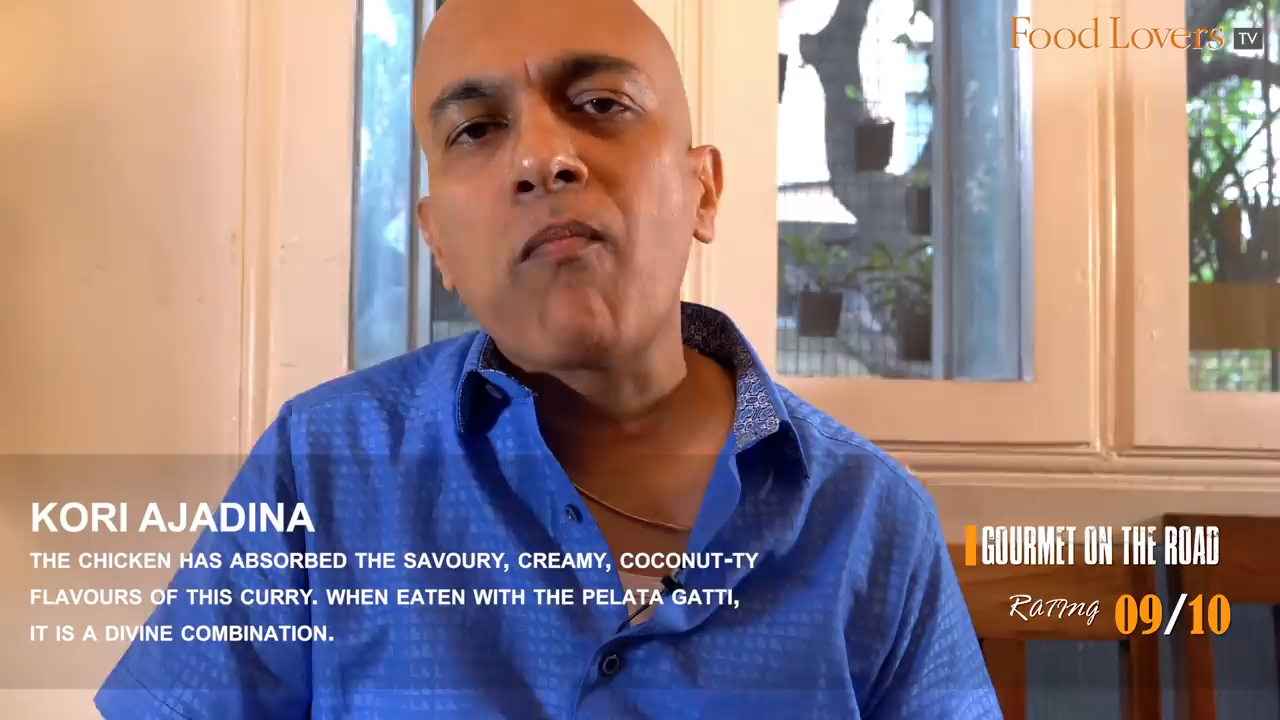 Food Lovers TV
KORI AJADINA
THE CHICKEN HAS ABSORBED THE SAVOURY, CREAMY, COCONUT-TY
FLAVOURS OF THIS CURRY. WHEN EATEN WITH THE PELATA GATTI,
IT IS A DIVINE COMBINATION.
GOURMET ON THE ROAD
Rating 09/10